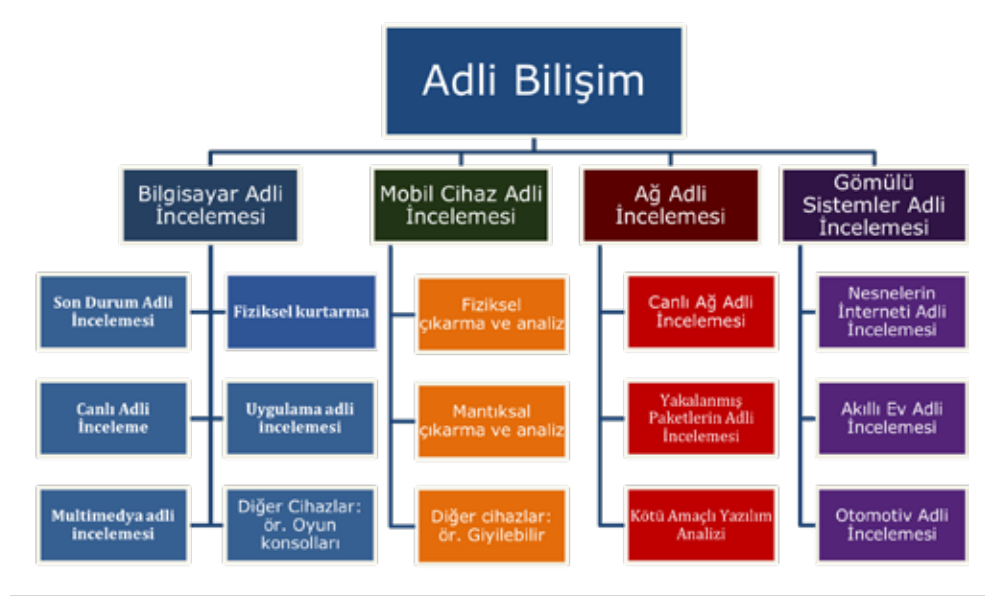 Adli Bilişim
Bilgisayar Adli
İncelemesi
Mobil Cihaz Adli
İncelemesi
Ağ Adli
İncelemesi
Gömülü
Sistemler Adli
İncelemesi
Son Durum Adli
İncelemesi
Fiziksel kurtarma
Canlı Adli
İnceleme
Uygulama adli
incelemesi
Multimedya adli
incelemesi
Diğer Cihazlar:
ör. Oyun
konsolları
Fiziksel
çıkarma ve analiz
Mantıksal
çıkarma ve analiz
Diğer cihazlar:
ör. Giyilebilir
Canlı Ağ Adli
İncelemesi
Yakalanmış
Paketlerin Adli
İncelemesi
Kötü Amaçlı Yazılım
Analizi
Nesnelerin
İnterneti Adli
İncelemesi
Akıllı Ev Adli
İncelemesi
Otomotiv Adli
İncelemesi